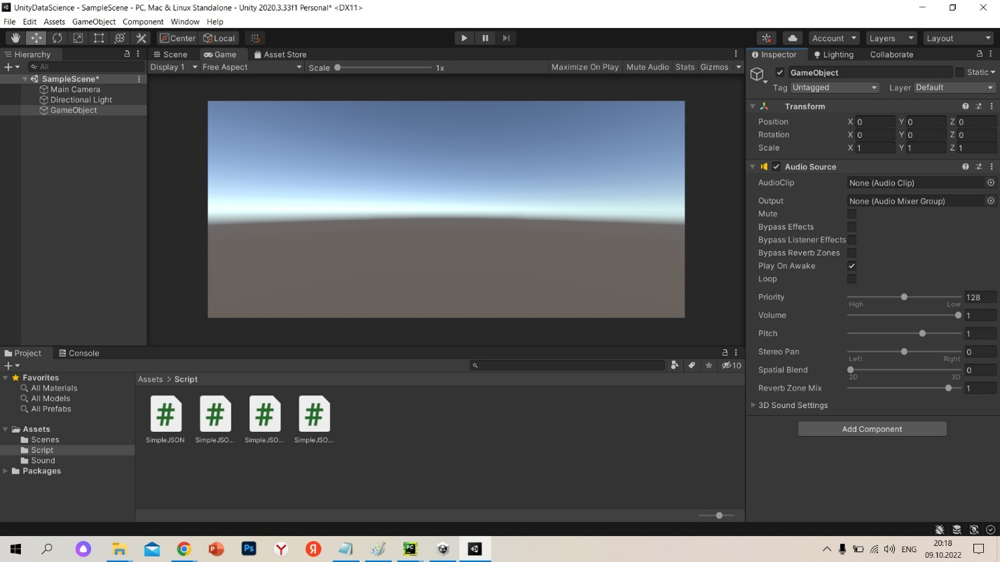 UnityDataScience - SampleScene - PC, Mac & Linux Standalone - Unity 2020.3.33f1 Personal* <DX11>
File Edit Assets GameObject Component Window Help
Center Local Account Layers Layout
Hierarchy
All
SampleScene*
Main Camera
Directional Light
GameObject
Scene Game Asset Store
Display 1 Free Aspect Scale 1x Maximize On Play Mute Audio Stats Gizmos
Inspector Lighting Collaborate
GameObject Static
Tag Untagged Layer Default
Transform
Position X 0 Y 0 Z 0
Rotation X 0 Y 0 Z 0
Scale X 1 Y 1 Z 1
Audio Source
AudioClip None (Audio Clip)
Output None (Audio Mixer Group)
Mute
Bypass Effects
Bypass Listener Effects
Bypass Reverb Zones
Play On Awake
Loop
Priority 128
High Low
Volume 1
Pitch 1
Stereo Pan 0
Left Right
Spatial Blend 0
2D 3D
Reverb Zone Mix 1
3D Sound Settings
Add Component
Project Console
10
Favorites
All Materials
All Models
All Prefabs
Assets
Scenes
Script
Sound
Packages
Assets > Script
# # # #
SimpleJSON SimpleJSO... SimpleJSO... SimpleJSO...
P Ps Y Я PC ENG
20:18
09.10.2022